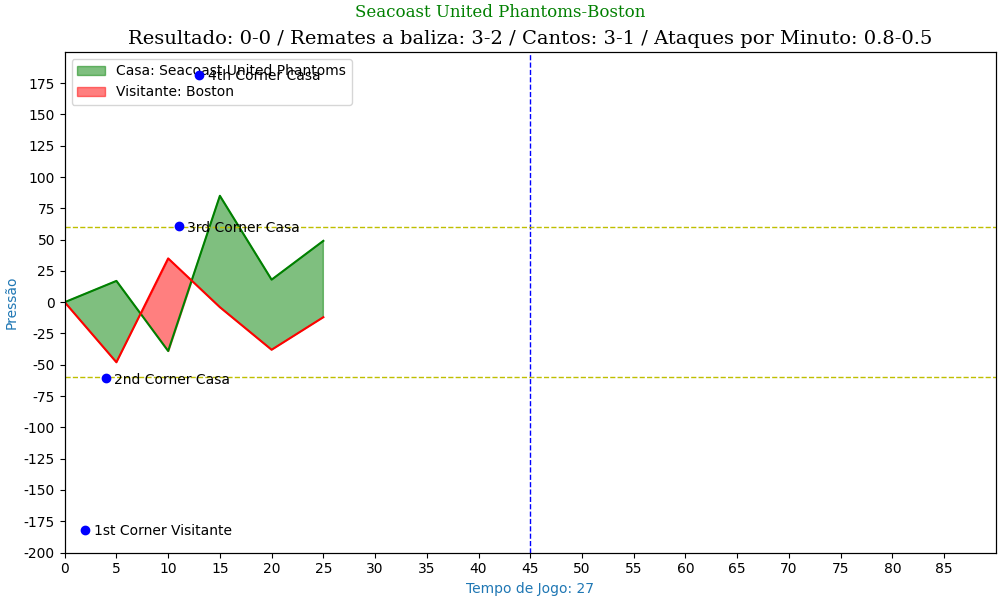 Seacoast United Phantoms-Boston
Resultado: 0-0 / Remates a baliza: 3-2 / Cantos: 3-1 / Ataques por Minuto: 0.8-0.5
Casa: Seacoast United Phantoms
Visitante: Boston
4th Corner Casa
3rd Corner Casa
2nd Corner Casa
1st Corner Visitante
Pressão
175
150
125
100
75
50
25
0
-25
-50
-75
-100
-125
-150
-175
-200
0 5 10 15 20 25 30 35 40 45 50 55 60 65 70 75 80 85
Tempo de Jogo: 27